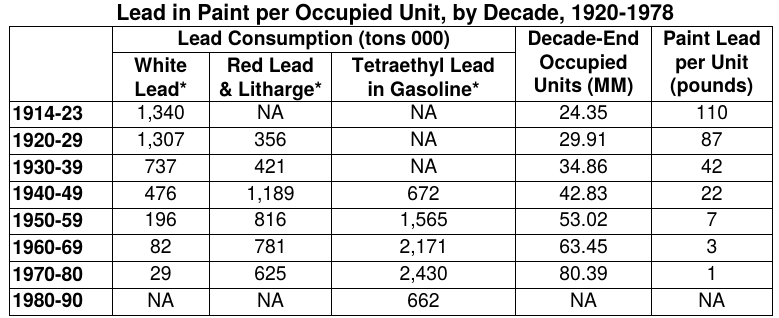 Lead in Paint per Occupied Unit, by Decade, 1920-1978
Lead Consumption (tons 000)
White
Lead*
Red Lead
& Litharge*
Tetraethyl Lead
in Gasoline*
Decade-End
Occupied
Units (MM)
Paint Lead
per Unit
(pounds)
1914-23 1,340 NA NA 24.35 110
1920-29 1,307 356 NA 29.91 87
1930-39 737 421 NA 34.86 42
1940-49 476 1,189 672 42.83 22
1950-59 196 816 1,565 53.02 7
1960-69 82 781 2,171 63.45 3
1970-80 29 625 2,430 80.39 1
1980-90 NA NA 662 NA NA